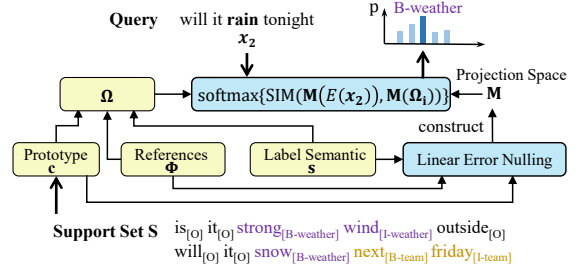 Query will it rain tonight
x₂
p
B-weather
Ω
softmax{SIM(M(E(x₂)), M(Ωᵢ))}
Projection Space
M
construct
Prototype
c
References
Φ
Label Semantic
s
Linear Error Nulling
Support Set S
is[O] it[O] strong[B-weather] wind[I-weather] outside[O]
will[O] it[O] snow[B-weather] next[B-team] friday[I-team]